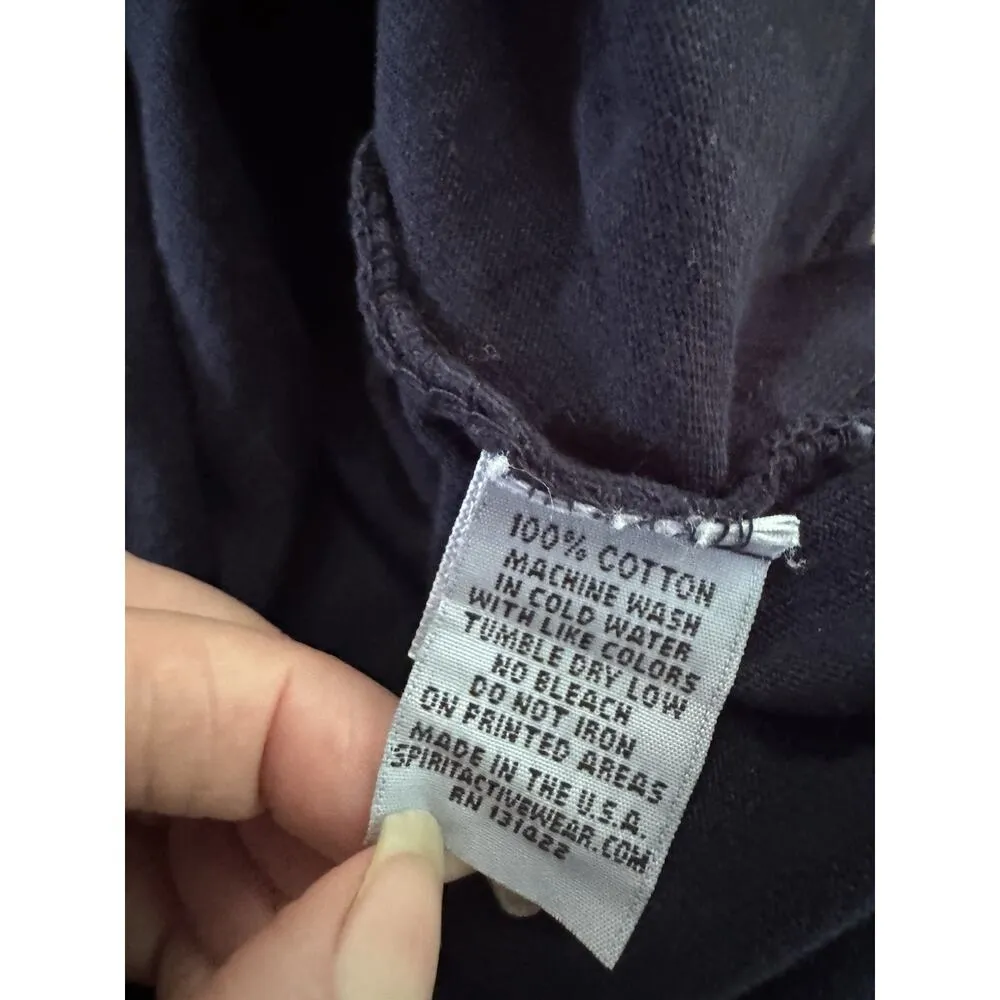 100% COTTON
MACHINE WASH
IN COLD WATER
WITH LIKE COLORS
TUMBLE DRY LOW
NO BLEACH
DO NOT IRON
ON PRINTED AREAS
MADE IN THE U.S.A.
SPIRITACTIVEWEAR.COM
RN 131022